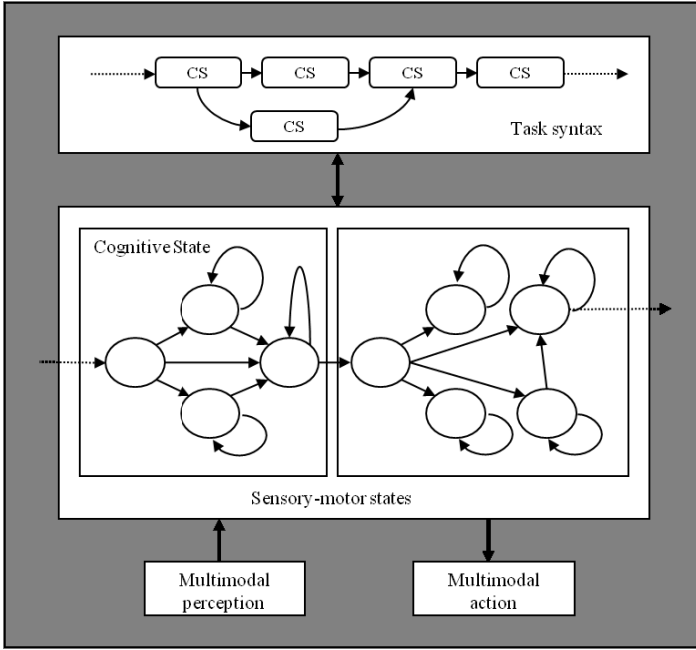 CS
CS
CS
CS
CS
Task syntax
Cognitive State
Sensory-motor states
Multimodal
perception
Multimodal
action